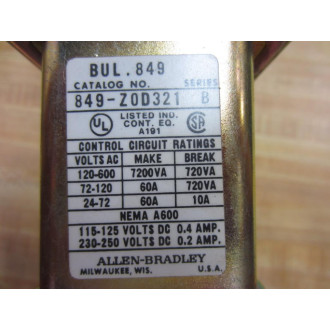 BUL. 849
CATALOG NO. SERIES
849-Z0D321 B
UL LISTED IND. CONT. EQ. A191 SA
CONTROL CIRCUIT RATINGS
VOLTS AC MAKE BREAK
120-600 7200VA 720VA
72-120 60A 720VA
24-72 60A 10A
NEMA A600
115-125 VOLTS DC 0.4 AMP.
230-250 VOLTS DC 0.2 AMP.
ALLEN-BRADLEY
MILWAUKEE, WIS. U.S.A.